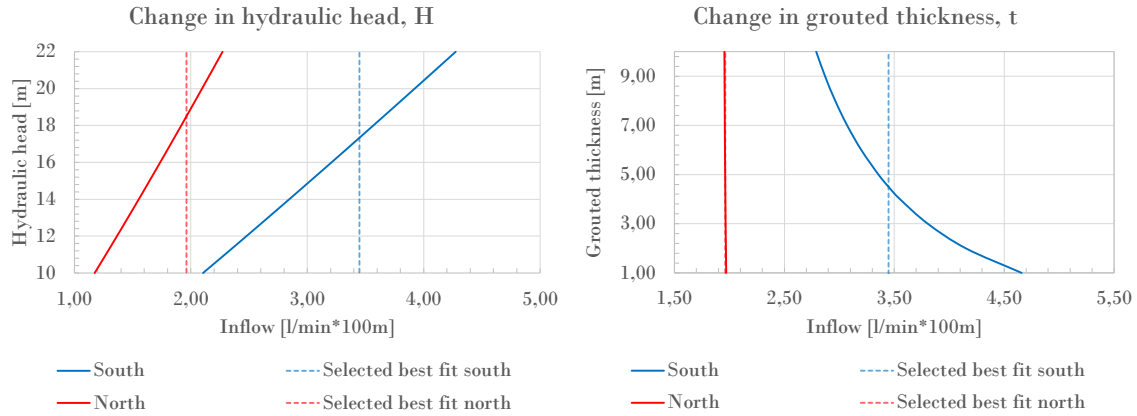 Change in hydraulic head, H
Hydraulic head [m]
22
20
18
16
14
12
10
1,00
2,00
3,00
4,00
5,00
Inflow [l/min*100m]
South
Selected best fit south
North
Selected best fit north
Change in grouted thickness, t
Grouted thickness [m]
9,00
7,00
5,00
3,00
1,00
1,50
2,50
3,50
4,50
5,50
Inflow [l/min*100m]
South
Selected best fit south
North
Selected best fit north